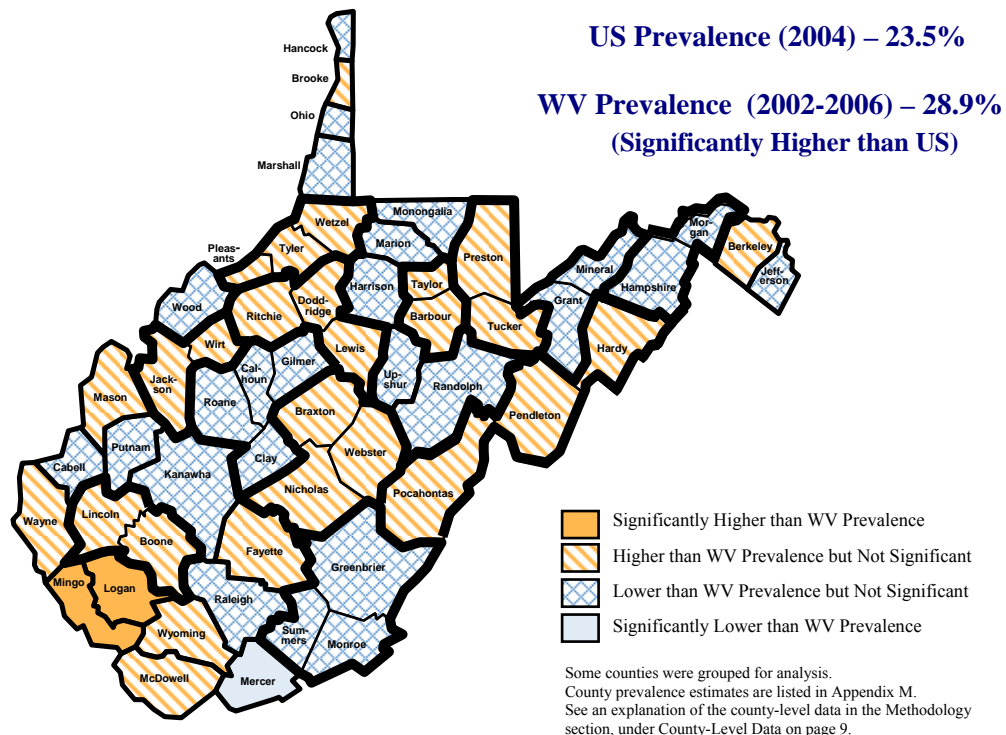 US Prevalence (2004) – 23.5%
WV Prevalence (2002-2006) – 28.9%
(Significantly Higher than US)
Hancock
Brooke
Ohio
Marshall
Wetzel
Monongalia
Marion
Preston
Tyler
Pleas-
ants
Mor-
gan
Berkeley
Jeff-
erson
Mineral
Hampshire
Grant
Hardy
Wood
Ritchie
Dodd-
ridge
Harrison
Taylor
Barbour
Tucker
Wirt
Lewis
Gilmer
Cal-
houn
Up-
shur
Randolph
Pendleton
Mason
Jack-
son
Roane
Braxton
Webster
Pocahontas
Cabell
Putnam
Kanawha
Clay
Nicholas
Wayne
Lincoln
Boone
Fayette
Greenbrier
Mingo
Logan
Raleigh
Wyoming
Sum-
mers
Monroe
McDowell
Mercer
Significantly Higher than WV Prevalence
Higher than WV Prevalence but Not Significant
Lower than WV Prevalence but Not Significant
Significantly Lower than WV Prevalence
Some counties were grouped for analysis.
County prevalence estimates are listed in Appendix M.
See an explanation of the county-level data in the Methodology
section, under County-Level Data on page 9.